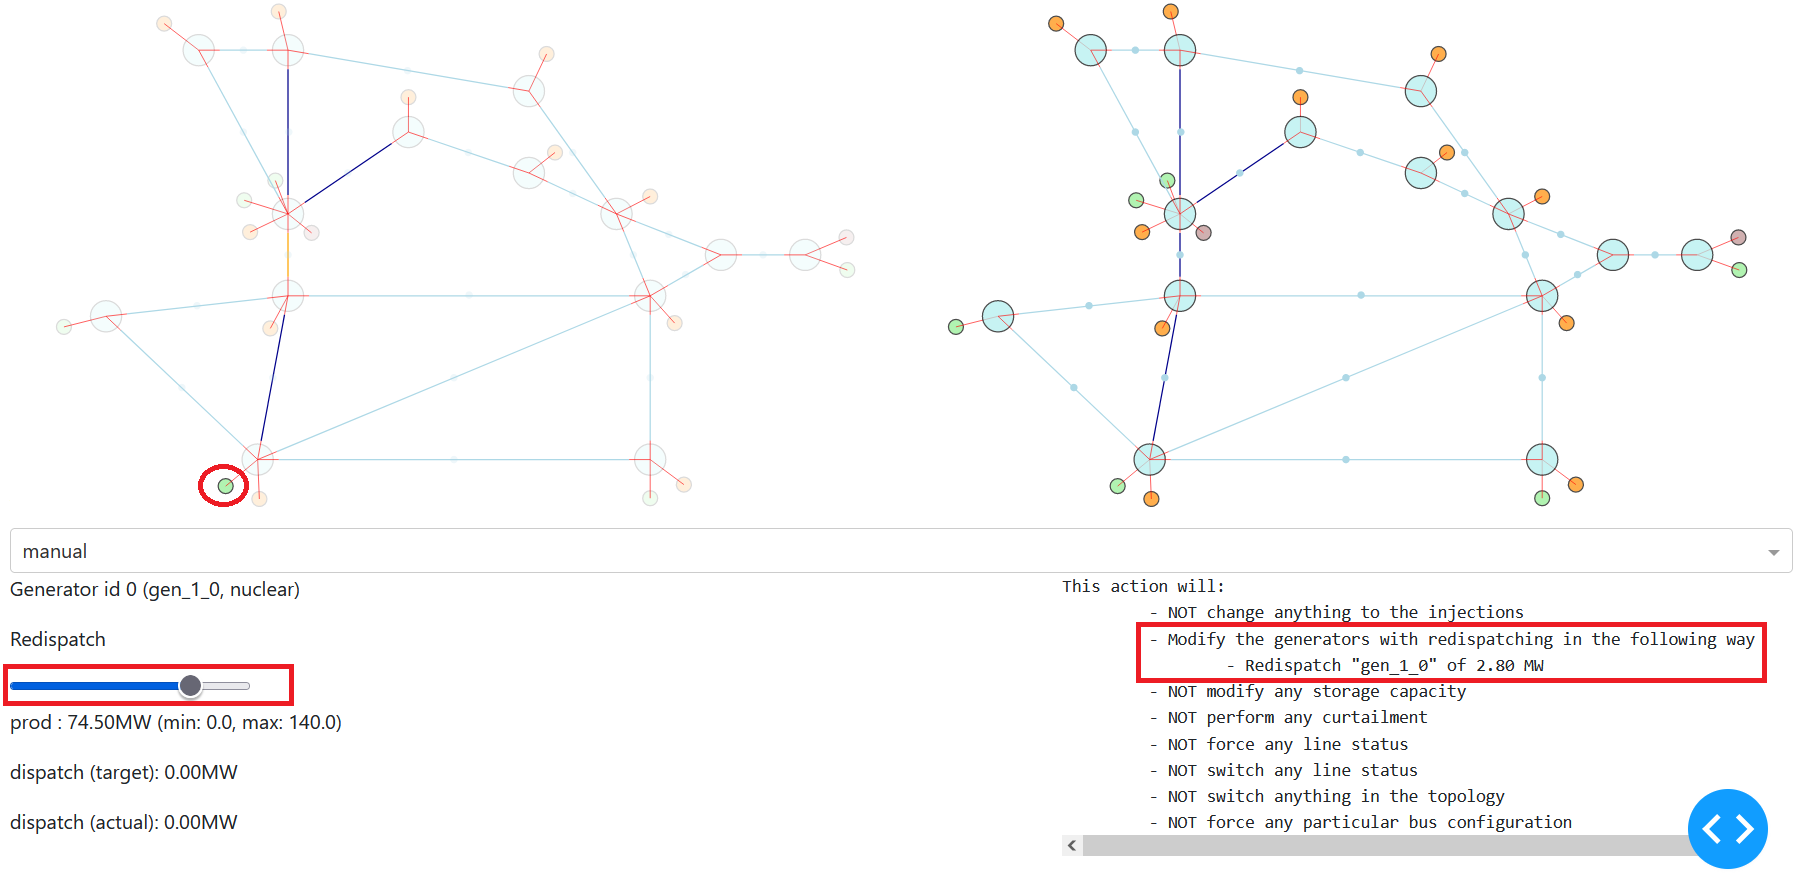 manual
Generator id 0 (gen_1_0, nuclear)
Redispatch
prod : 74.50MW (min: 0.0, max: 140.0)
dispatch (target): 0.00MW
dispatch (actual): 0.00MW
This action will:
- NOT change anything to the injections
- Modify the generators with redispatching in the following way
- Redispatch "gen_1_0" of 2.80 MW
- NOT modify any storage capacity
- NOT perform any curtailment
- NOT force any line status
- NOT switch any line status
- NOT switch anything in the topology
- NOT force any particular bus configuration